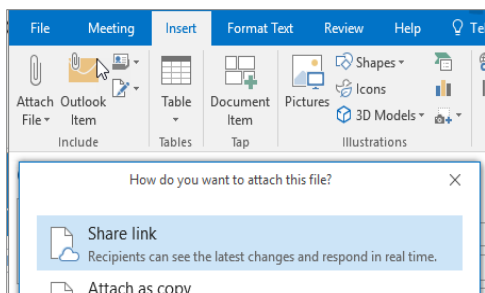 File Meeting Insert Format Text Review Help
Attach File Outlook Item Table Document Item Pictures Shapes Icons 3D Models
Include Tables Tap Illustrations
How do you want to attach this file?
Share link
Recipients can see the latest changes and respond in real time.
Attach as copy